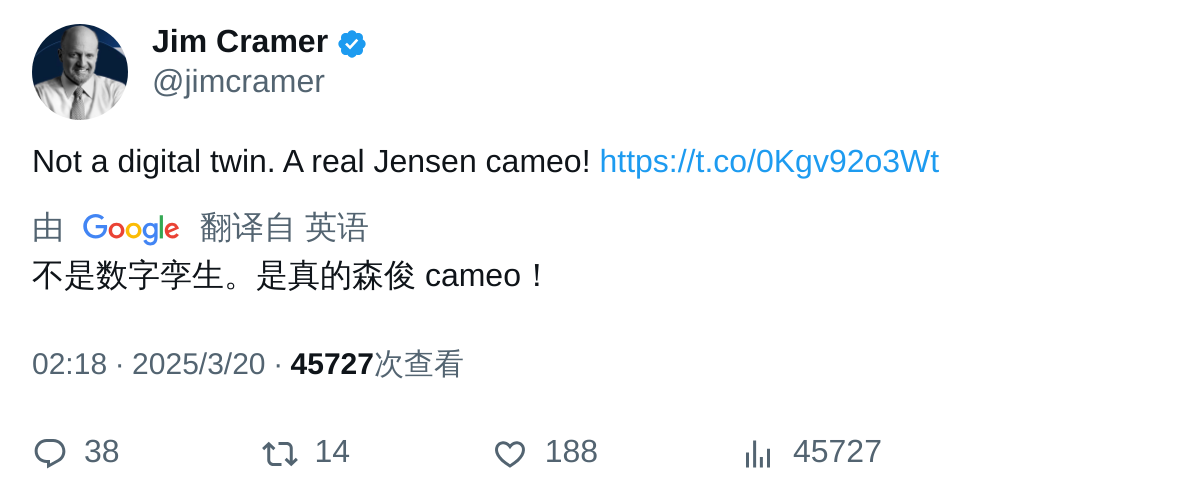 Jim Cramer
@jimcramer
Not a digital twin. A real Jensen cameo! https://t.co/0Kgv92o3Wt
由 Google 翻译自 英语
不是数字孪生。是真的森俊 cameo！
02:18 · 2025/3/20 · 45727次查看
38 14 188 45727